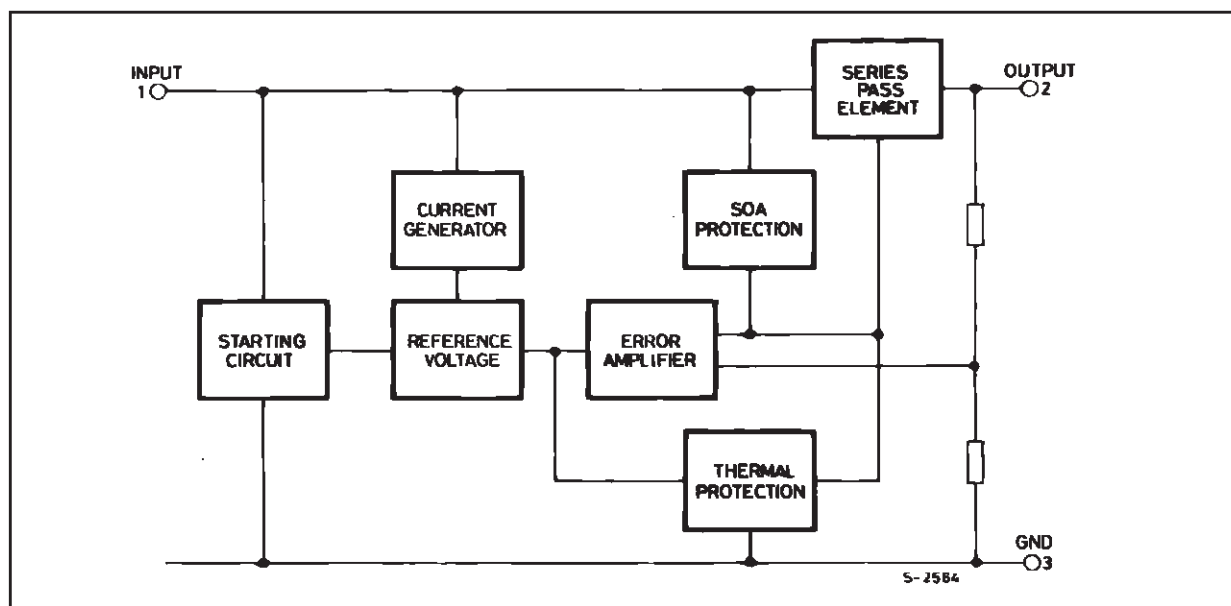 INPUT
1
SERIES
PASS
ELEMENT
OUTPUT
2
CURRENT
GENERATOR
SOA
PROTECTION
STARTING
CIRCUIT
REFERENCE
VOLTAGE
ERROR
AMPLIFIER
THERMAL
PROTECTION
GND
3
S-2564